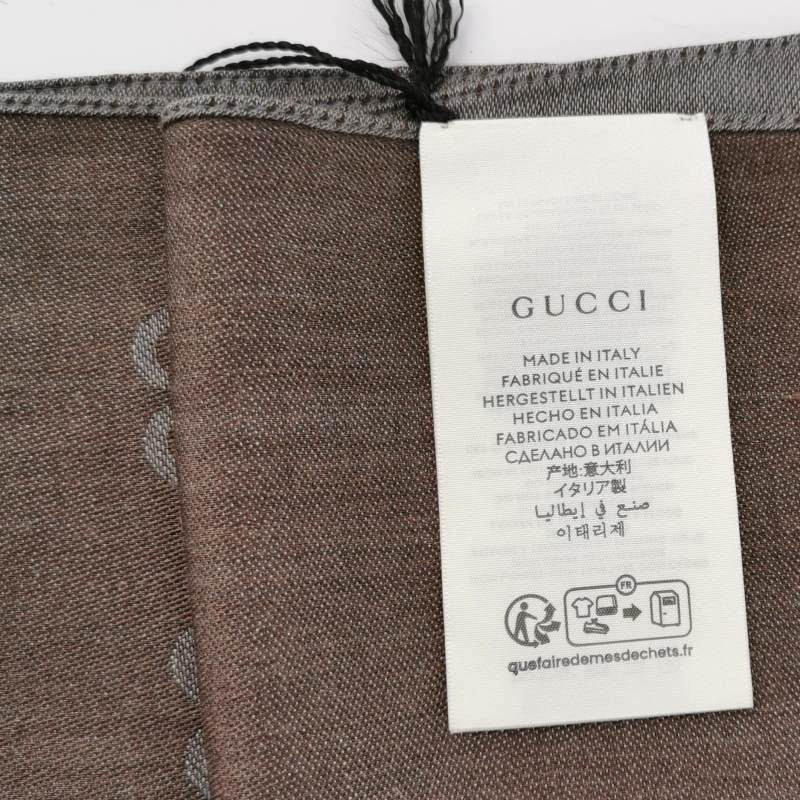 GUCCI
MADE IN ITALY
FABRIQUÉ EN ITALIE
HERGESTELLT IN ITALIEN
HECHO EN ITALIA
FABRICADO EM ITÁLIA
СДЕЛАНО В ИТАЛИИ
产地:意大利
イタリア製
صنع في إيطاليا
이태리제
FR
quefairedemesdechets.fr